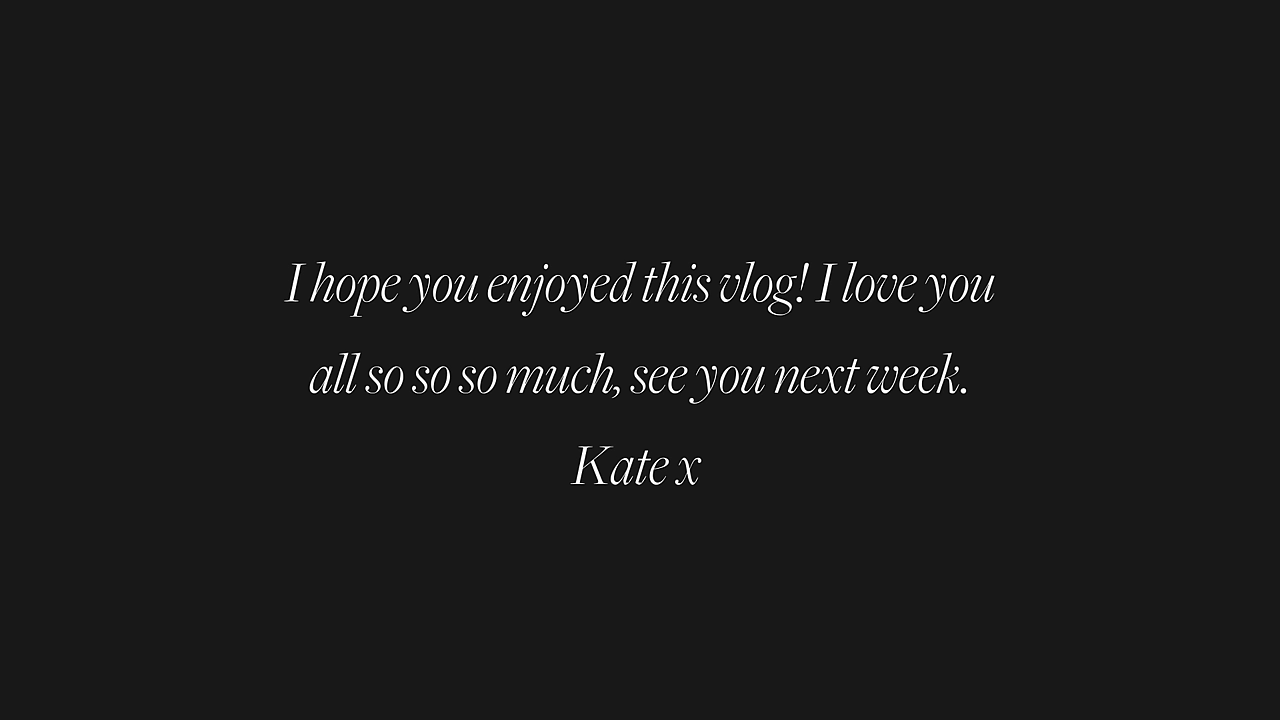 I hope you enjoyed this vlog! I love you
all so so so much, see you next week.
Kate x